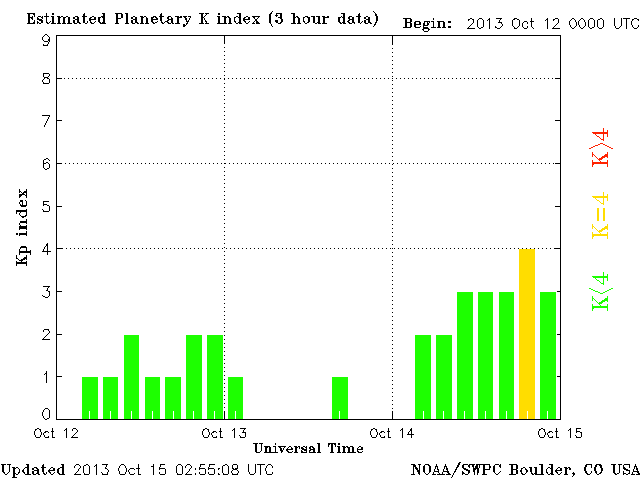 Estimated Planetary K index (3 hour data) Begin: 2013 Oct 12 0000 UTC
9
8
7
6
5
4
3
2
1
0
Kp index
K>4
K=4
K<4
Oct 12 Oct 13 Oct 14 Oct 15
Universal Time
Updated 2013 Oct 15 02:55:08 UTC NOAA/SWPC Boulder, CO USA